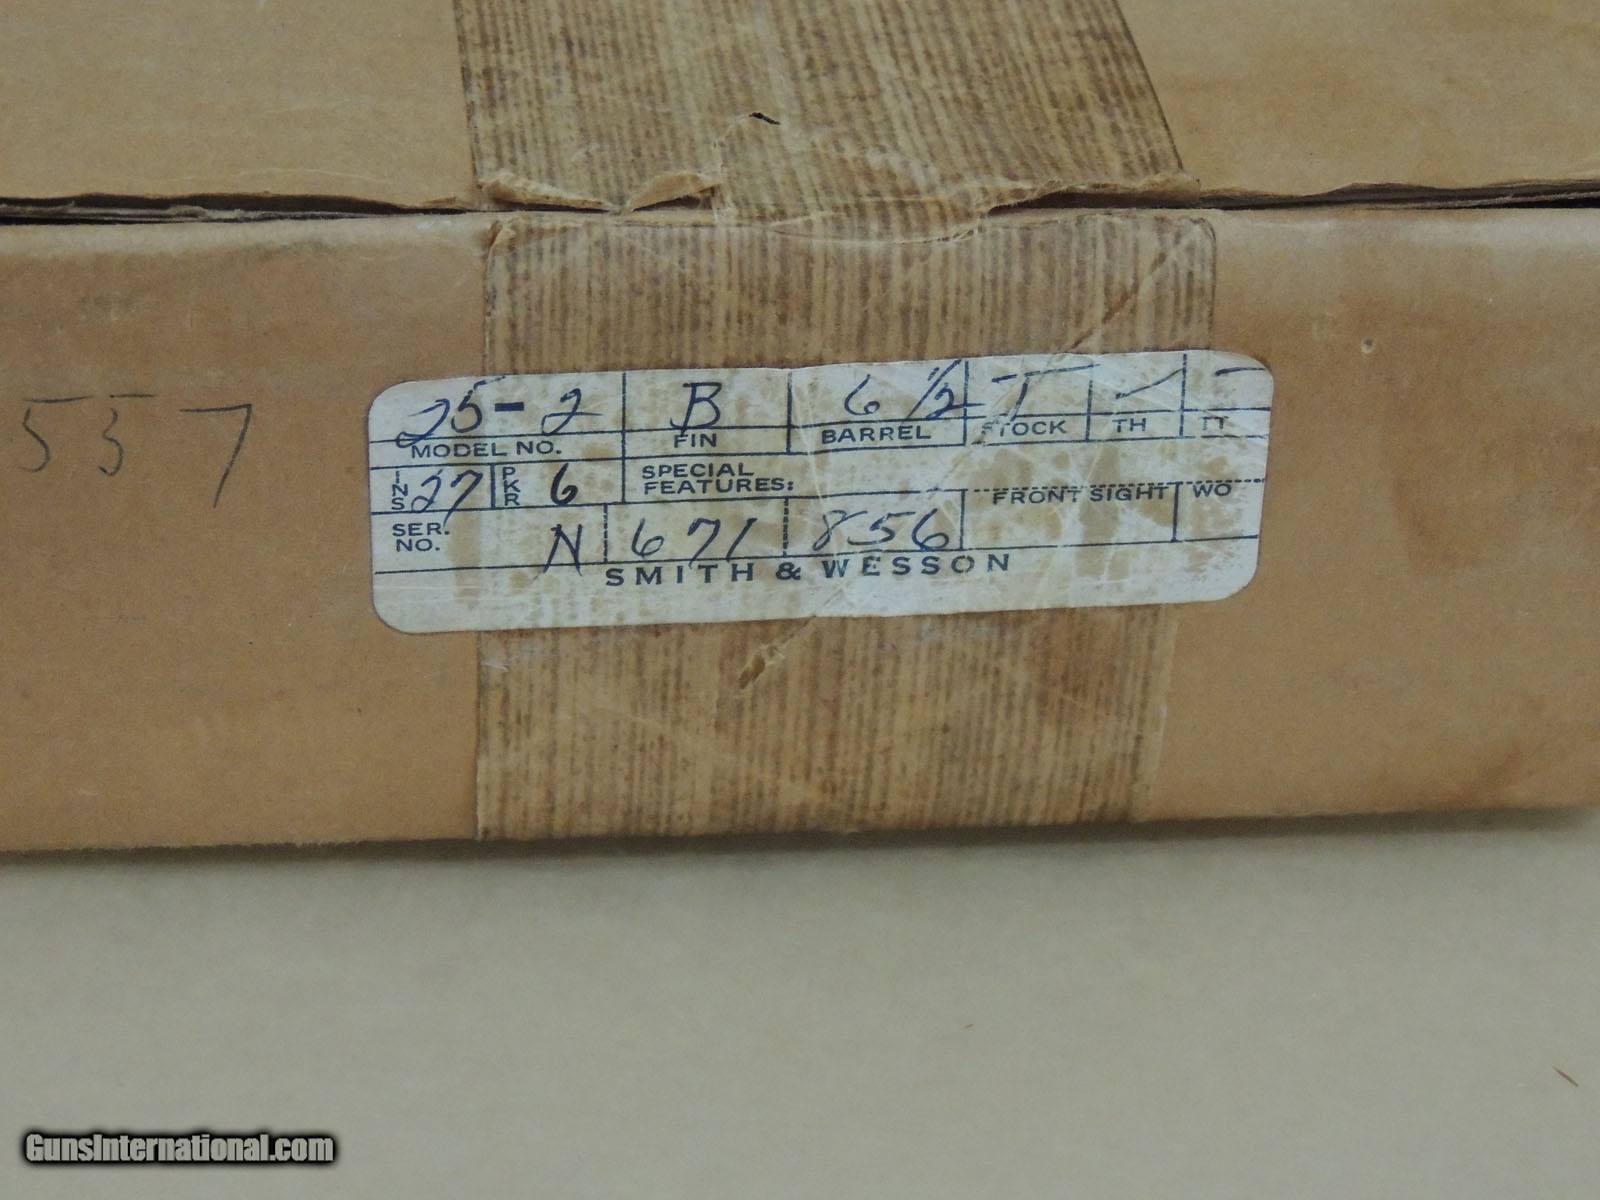 25-2 B 6 1/2 T
MODEL NO. FIN BARREL STOCK TH TT
557
INS 27 PKR 6 SPECIAL FEATURES:
FRONT SIGHT WO
SER. NO. N 671 856
SMITH & WESSON
GunsInternational.com